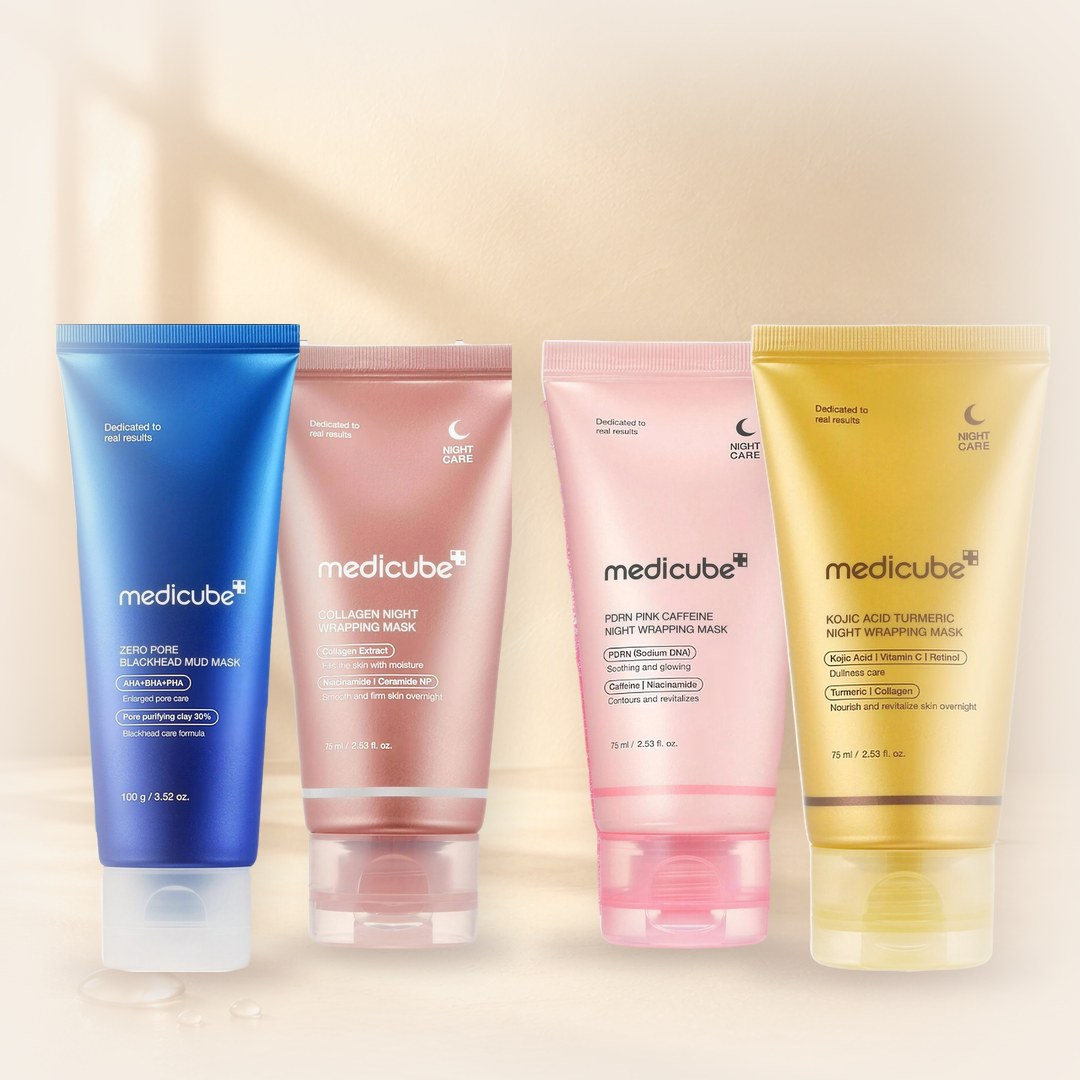 Dedicated to
real results
medicube
ZERO PORE
BLACKHEAD MUD MASK
AHA+BHA+PHA
Enlarged pore care
Pore purifying clay 30%
Blackhead care formula
100 g / 3.52 oz.
Dedicated to
real results
NIGHT
CARE
medicube
COLLAGEN NIGHT
WRAPPING MASK
Collagen Extract
the skin with moisture
Niacinamide | Ceramide NP
Smooth and firm skin overnight
75 ml / 2.53 fl. oz.
Dedicated to
real results
NIGHT
CARE
medicube
PDRN PINK CAFFEINE
NIGHT WRAPPING MASK
PDRN (Sodium DNA)
Soothing and glowing
Caffeine | Niacinamide
Contours and revitalizes
75 ml / 2.53 fl. oz.
Dedicated to
real results
NIGHT
CARE
medicube
KOJIC ACID TURMERIC
NIGHT WRAPPING MASK
Kojic Acid | Vitamin C | Retinol
Dullness care
Turmeric | Collagen
Nourish and revitalize skin overnight
75 ml / 2.53 fl. oz.